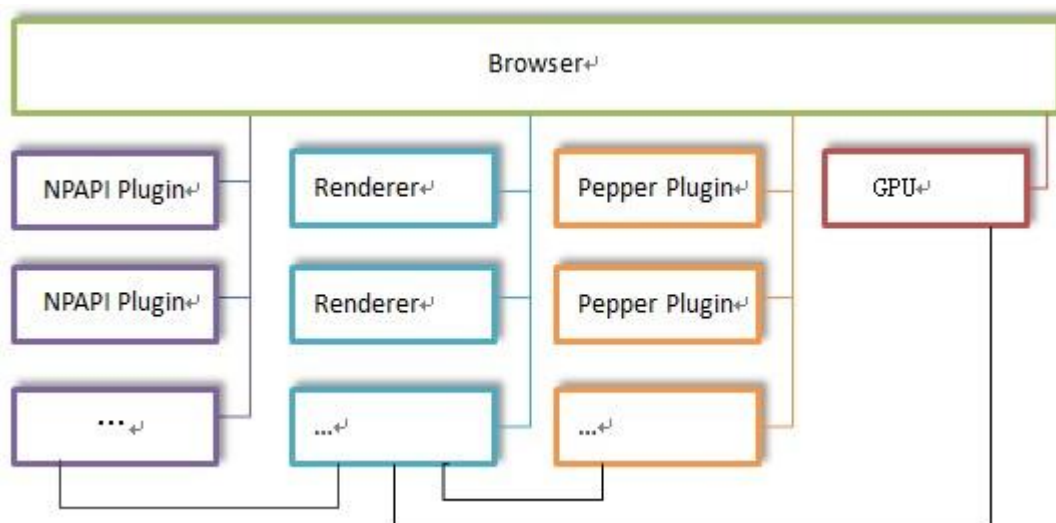 Browser↵
NPAPI Plugin↵
Renderer↵
Pepper Plugin↵
GPU↵
NPAPI Plugin↵
Renderer↵
Pepper Plugin↵
...↵
...↵
...↵